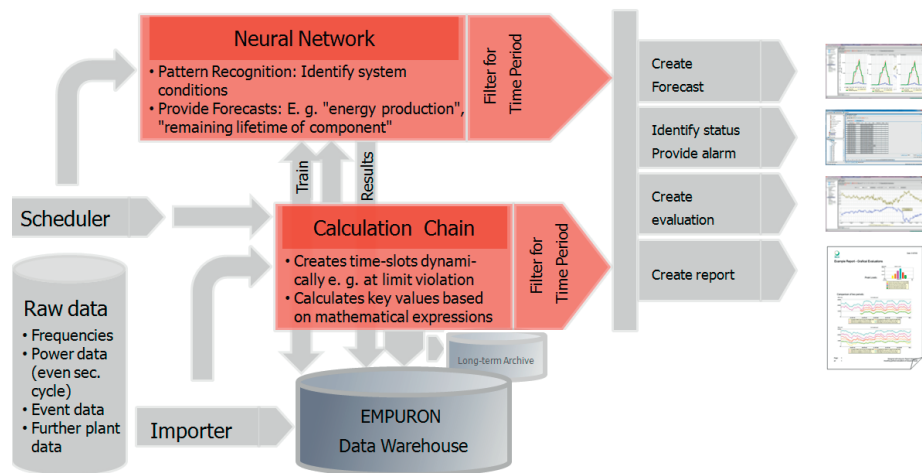 Neural Network
• Pattern Recognition: Identify system
conditions
• Provide Forecasts: E. g. "energy production",
"remaining lifetime of component"
Filter for
Time Period
Create
Forecast
Identify status
Provide alarm
Create
evaluation
Create report
Train
Results
Scheduler
Calculation Chain
• Creates time-slots dynami-
cally e. g. at limit violation
• Calculates key values based
on mathematical expressions
Filter for
Time Period
Raw data
• Frequencies
• Power data
(even sec.
cycle)
• Event data
• Further plant
data
Long-term Archive
Importer
EMPURON
Data Warehouse